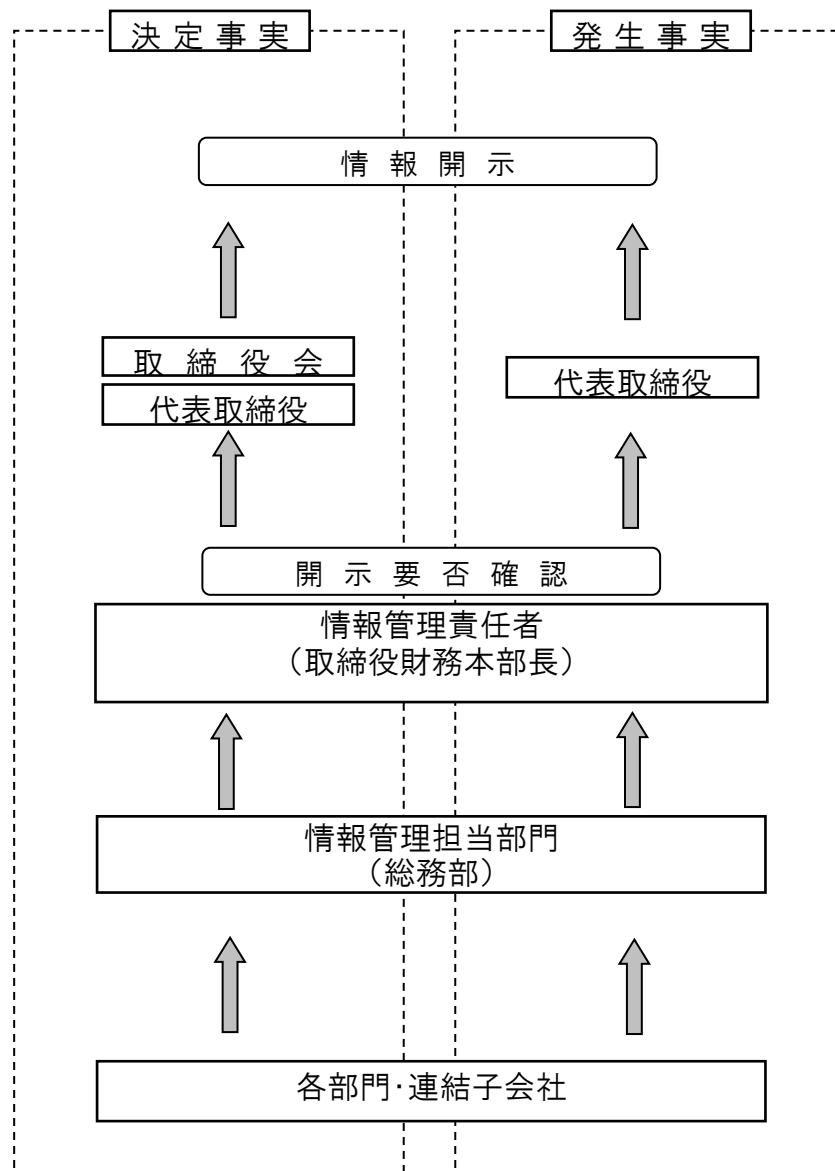 決定事実
発生事実
情報開示
取締役会
代表取締役
代表取締役
開示要否確認
情報管理責任者
（取締役財務本部長）
情報管理担当部門
（総務部）
各部門･連結子会社